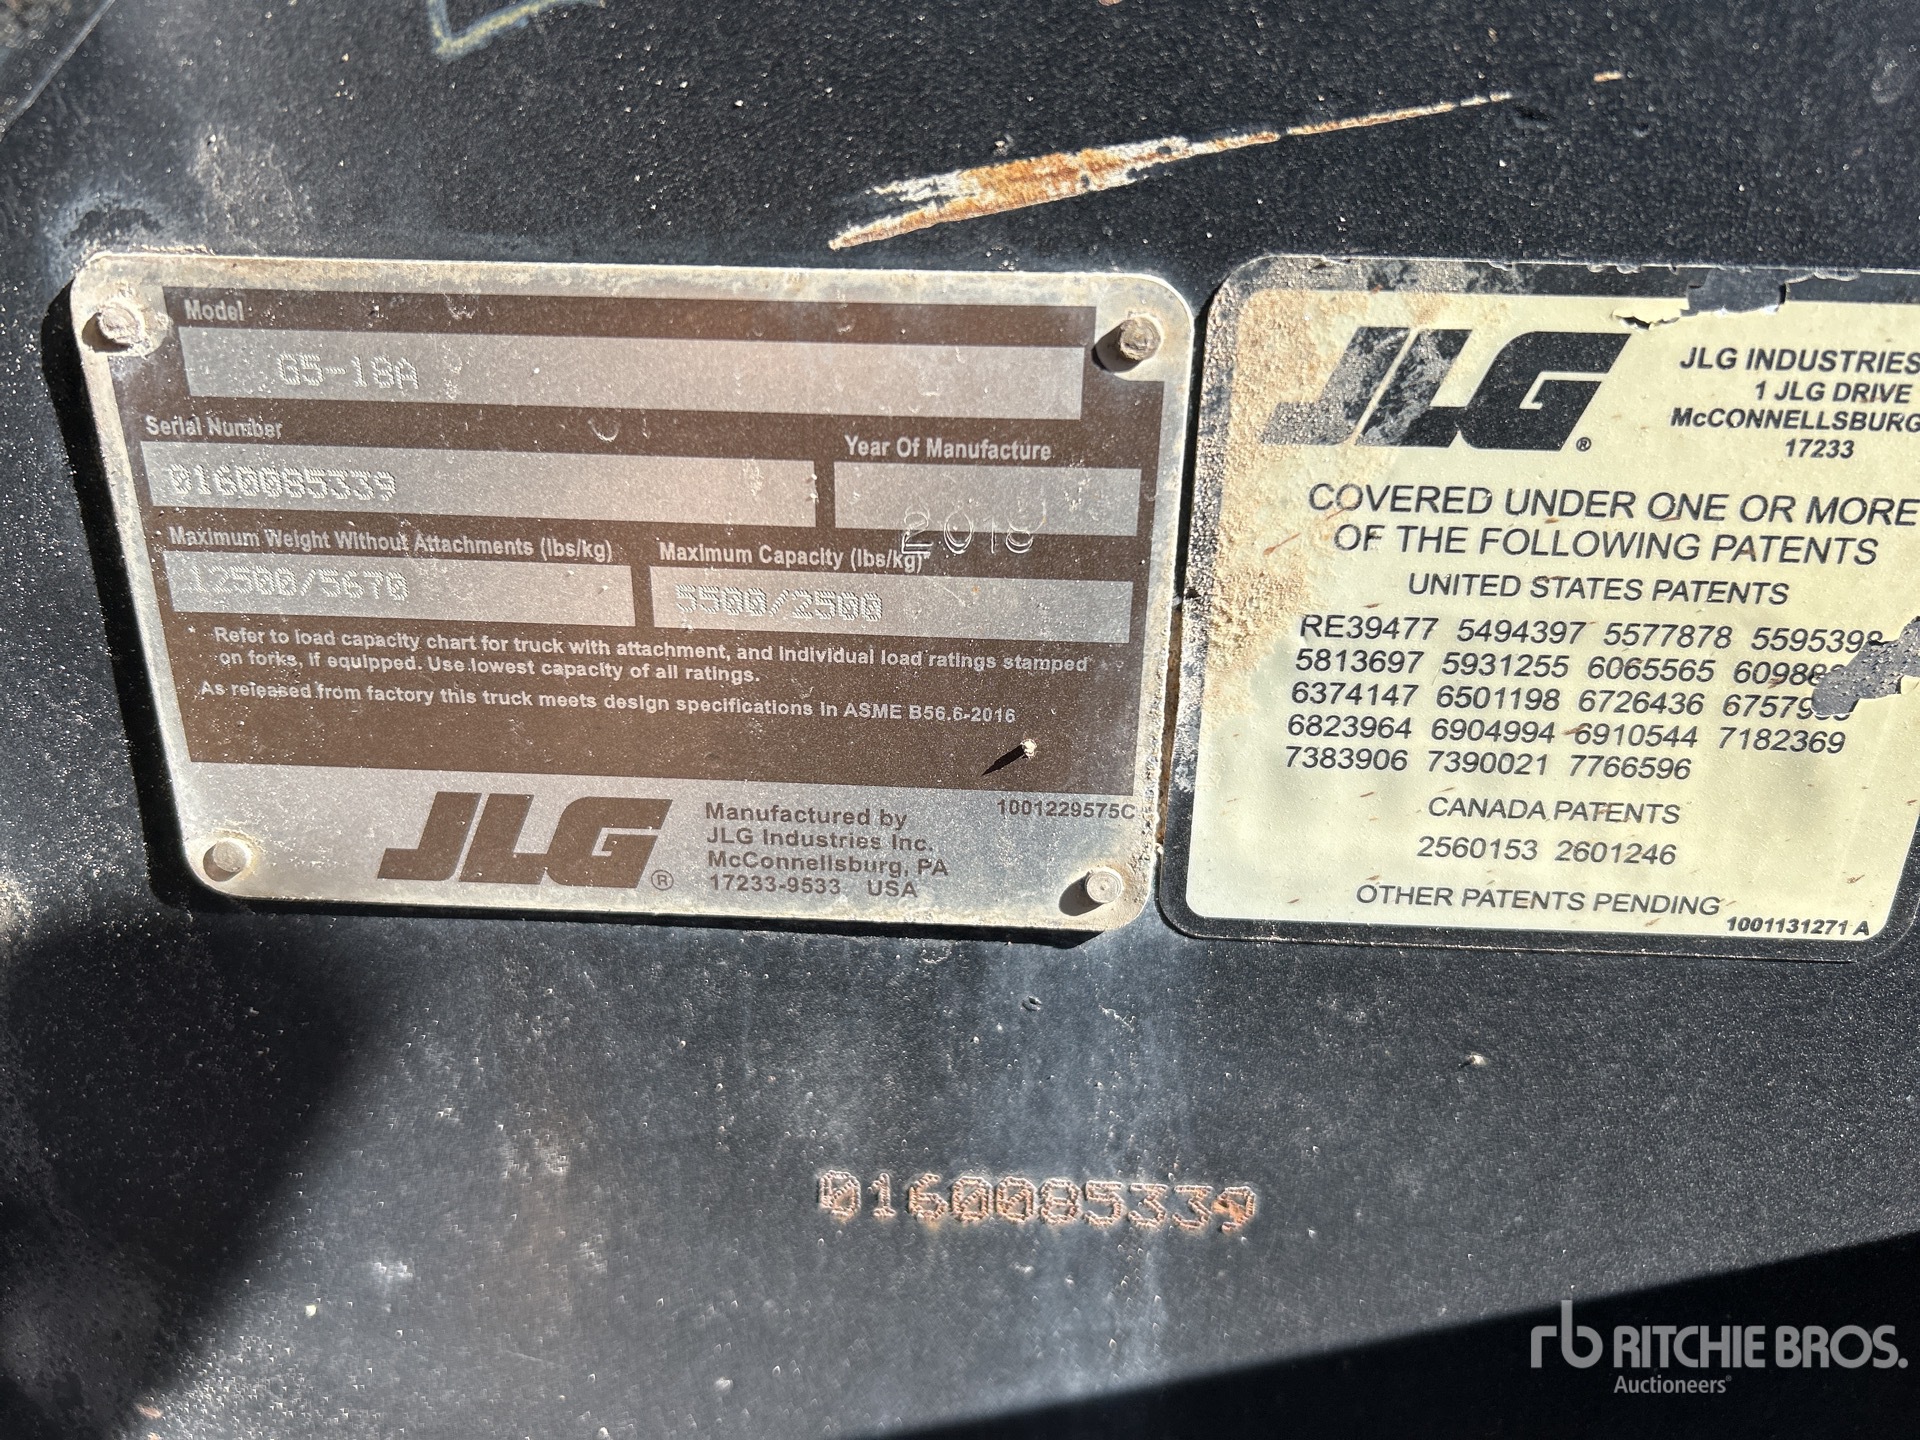 Model
G5-18A
Serial Number
0160085339
Year Of Manufacture
2018
Maximum Weight Without Attachments (lbs/kg)
12500/5670
Maximum Capacity (lbs/kg)
5500/2500
* Refer to load capacity chart for truck with attachment, and individual load ratings stamped
on forks, if equipped. Use lowest capacity of all ratings.
As released from factory this truck meets design specifications in ASME B56.6-2016
JLG®
Manufactured by
JLG Industries Inc.
McConnellsburg, PA
17233-9533 USA
1001229575C
JLG®
JLG INDUSTRIES
1 JLG DRIVE
McCONNELLSBURG
17233
COVERED UNDER ONE OR MORE
OF THE FOLLOWING PATENTS
UNITED STATES PATENTS
RE39477 5494397 5577878 5595398
5813697 5931255 6065565
6374147 6501198 6726436
6823964 6904994 6910544 7182369
7383906 7390021 7766596
CANADA PATENTS
2560153 2601246
OTHER PATENTS PENDING
1001131271 A
0160085339
rb RITCHIE BROS.
Auctioneers